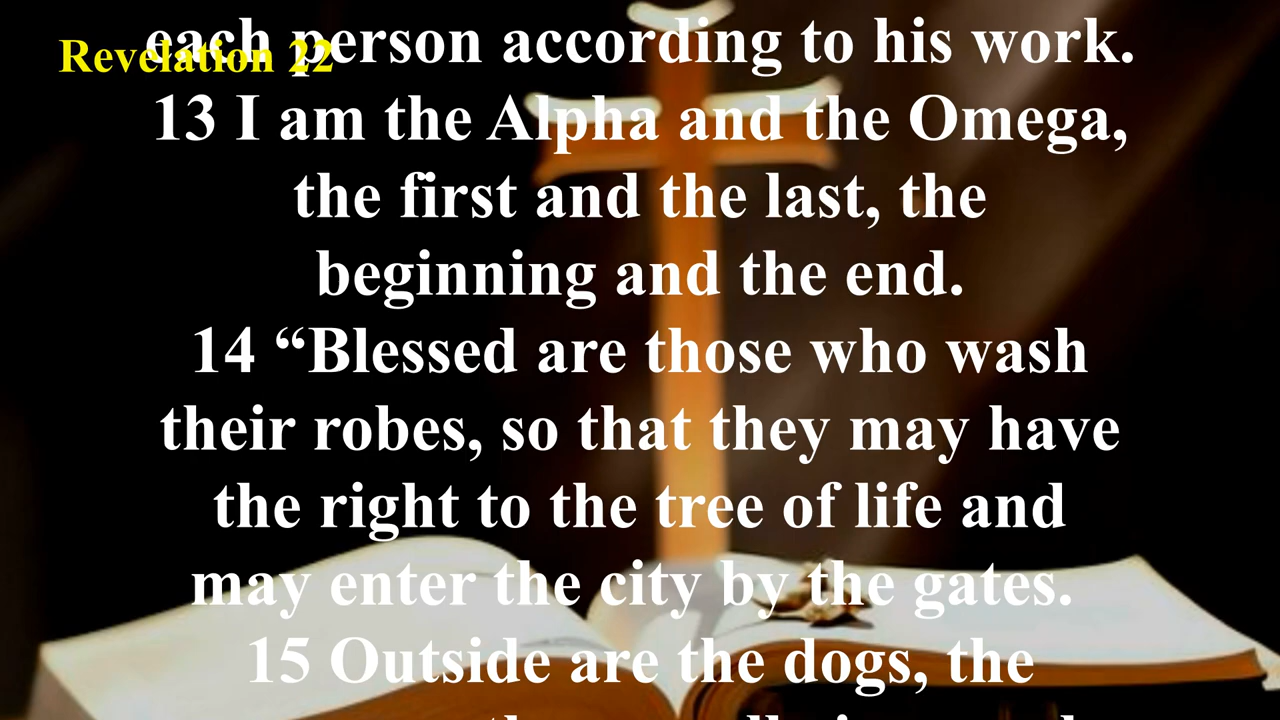 Revelation 22
each person according to his work.
13 I am the Alpha and the Omega,
the first and the last, the
beginning and the end.
14 “Blessed are those who wash
their robes, so that they may have
the right to the tree of life and
may enter the city by the gates.
15 Outside are the dogs, the